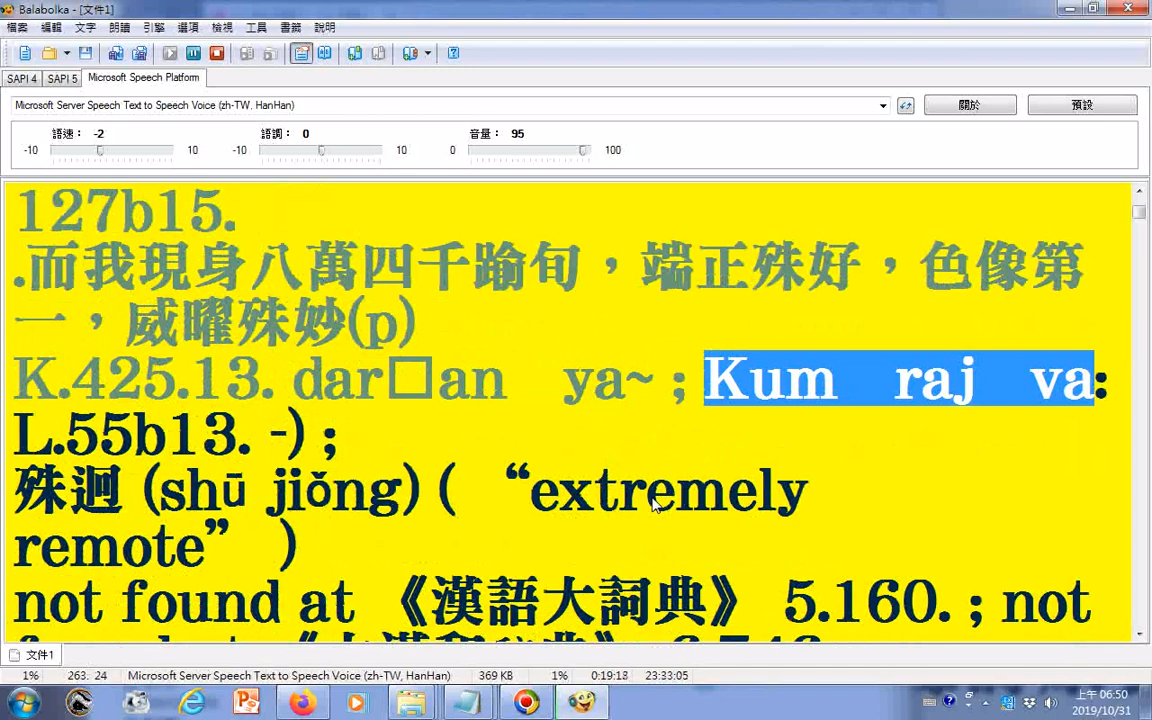 Balabolka - [文件1]
檔案 編輯 文字 朗讀 引擎 選項 檢視 工具 書籤 說明
SAPI 4 SAPI 5 Microsoft Speech Platform
Microsoft Server Speech Text to Speech Voice (zh-TW, HanHan) 關於 預設
語速： -2 語調： 0 音量： 95
-10 10 -10 10 0 100
127b15.
.而我現身八萬四千踰旬，端正殊好，色像第
一，威曜殊妙(p)
K.425.13. dar□an ya~ ; Kum raj va:
L.55b13. -) ;
殊迥 (shū jiǒng) ( “extremely
remote” )
not found at 《漢語大詞典》 5.160. ; not
文件1
1% 263: 24 Microsoft Server Speech Text to Speech Voice (zh-TW, HanHan) 369 KB 1% 0:19:18 23:33:05
上午 06:50
2019/10/31